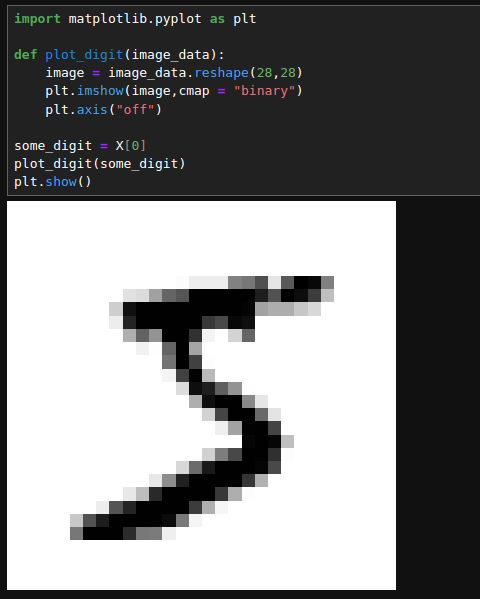 import matplotlib.pyplot as plt
def plot_digit(image_data):
    image = image_data.reshape(28,28)
    plt.imshow(image,cmap = "binary")
    plt.axis("off")
some_digit = X[0]
plot_digit(some_digit)
plt.show()
5